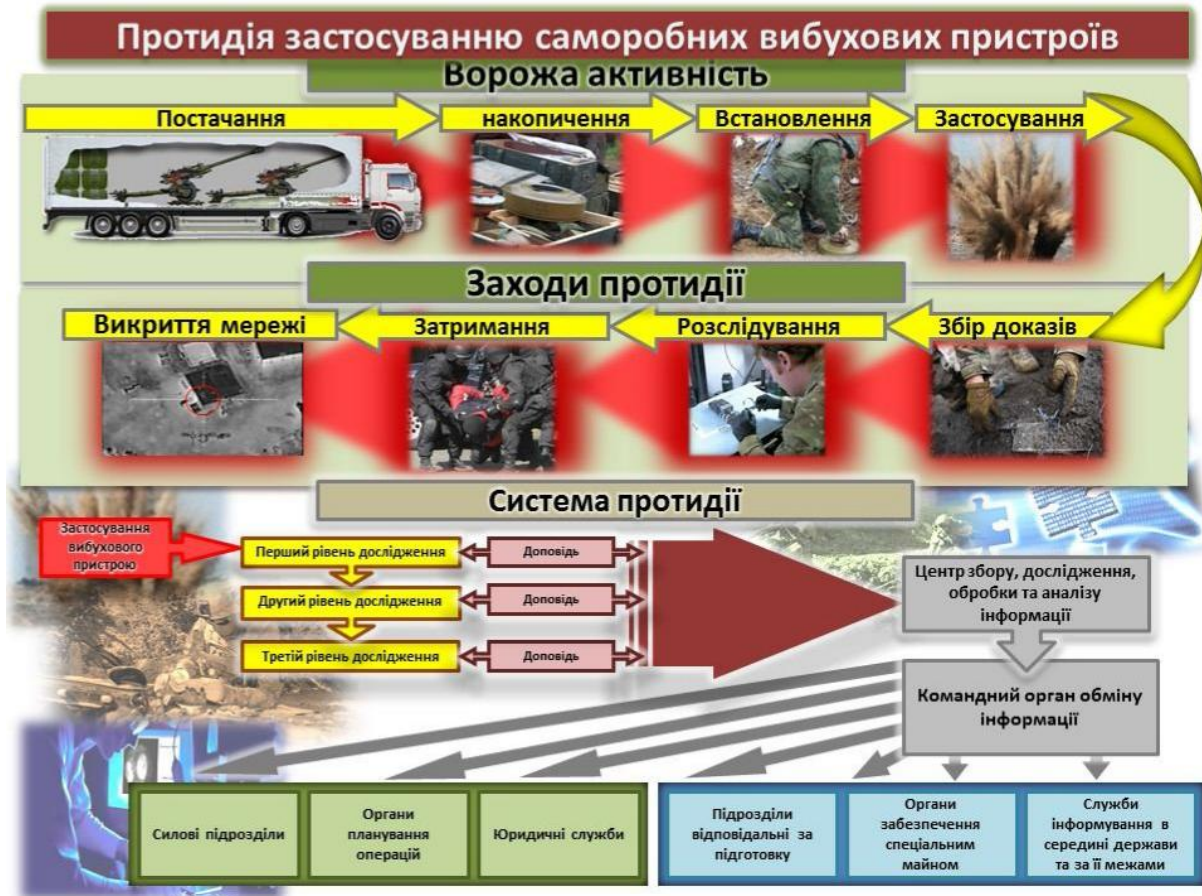 Протидія застосуванню саморобних вибухових пристроїв
Ворожа активність
Постачання
накопичення
Встановлення
Застосування
Заходи протидії
Викриття мережі
Затримання
Розслідування
Збір доказів
Система протидії
Застосування
вибухового
пристрою
Перший рівень дослідження
Доповідь
Другий рівень дослідження
Доповідь
Третій рівень дослідження
Доповідь
Центр збору, дослідження,
обробки та аналізу
інформації
Командний орган обміну
інформації
Силові підрозділи
Органи
планування
операцій
Юридичні служби
Підрозділи
відповідальні за
підготовку
Органи
забезпечення
спеціальним
майном
Служби
інформування в
середині держави
та за її межами